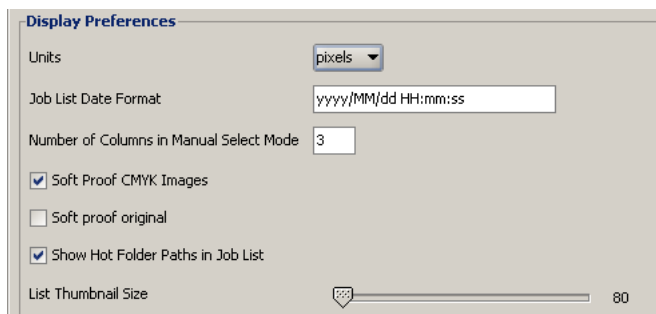 Display Preferences
Units pixels
Job List Date Format yyyy/MM/dd HH:mm:ss
Number of Columns in Manual Select Mode 3
Soft Proof CMYK Images
Soft proof original
Show Hot Folder Paths in Job List
List Thumbnail Size 80